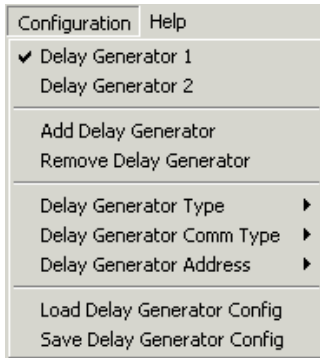 Configuration Help
Delay Generator 1
Delay Generator 2
Add Delay Generator
Remove Delay Generator
Delay Generator Type
Delay Generator Comm Type
Delay Generator Address
Load Delay Generator Config
Save Delay Generator Config